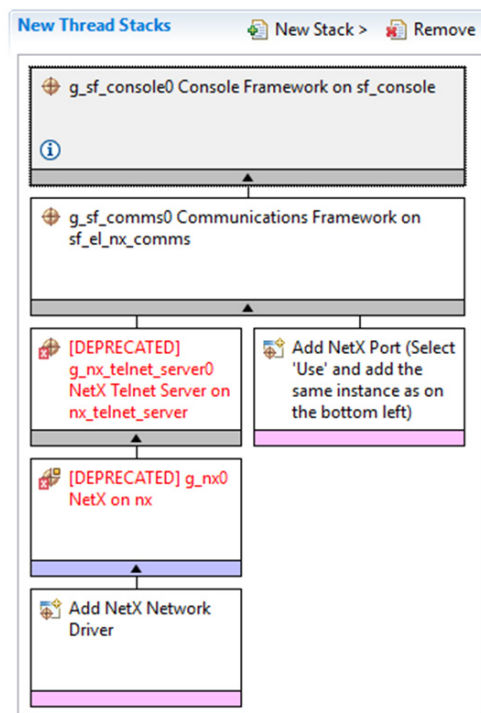 New Thread Stacks
New Stack >
Remove
g_sf_console0 Console Framework on sf_console
g_sf_comms0 Communications Framework on
sf_el_nx_comms
[DEPRECATED]
g_nx_telnet_server0
NetX Telnet Server on
nx_telnet_server
Add NetX Port (Select
'Use' and add the
same instance as on
the bottom left)
[DEPRECATED] g_nx0
NetX on nx
Add NetX Network
Driver